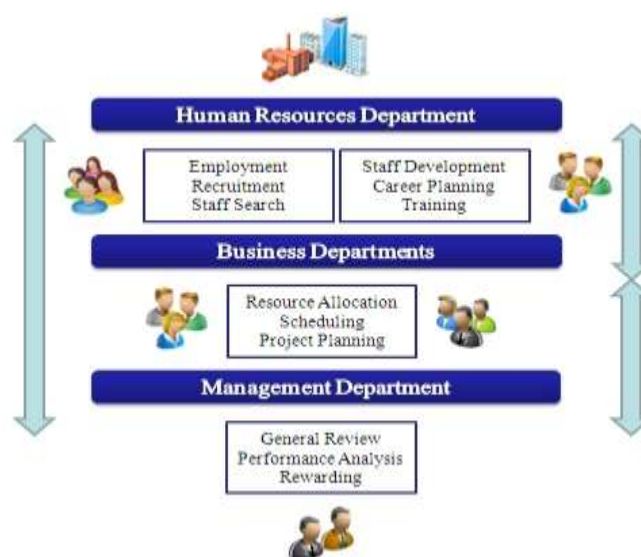 Human Resources Department
Employment
Recruitment
Staff Search
Staff Development
Career Planning
Training
Business Departments
Resource Allocation
Scheduling
Project Planning
Management Department
General Review
Performance Analysis
Rewarding